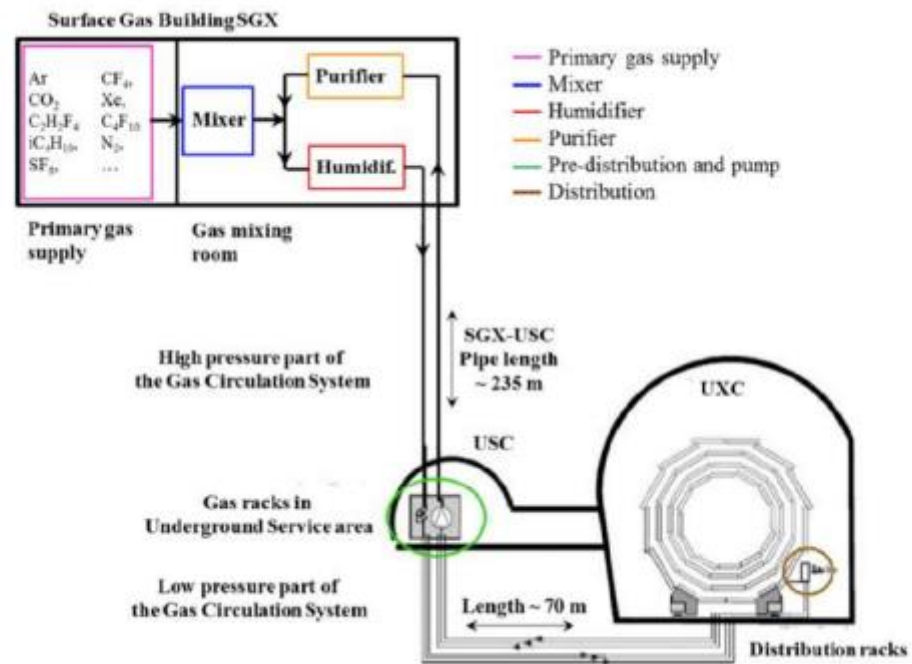 Surface Gas Building SGX
Ar CF₄,
CO₂ Xe,
C₂H₂F₄ C₄F₁₀
iC₄H₁₀, N₂,
SF₆, ...
Mixer
Purifier
Humidif.
Primary gas supply
Mixer
Humidifier
Purifier
Pre-distribution and pump
Distribution
Primary gas
supply
Gas mixing
room
High pressure part of
the Gas Circulation System
SGX-USC
Pipe length
~ 235 m
UXC
USC
Gas racks in
Underground Service area
Low pressure part of
the Gas Circulation System
Length ~ 70 m
Distribution racks